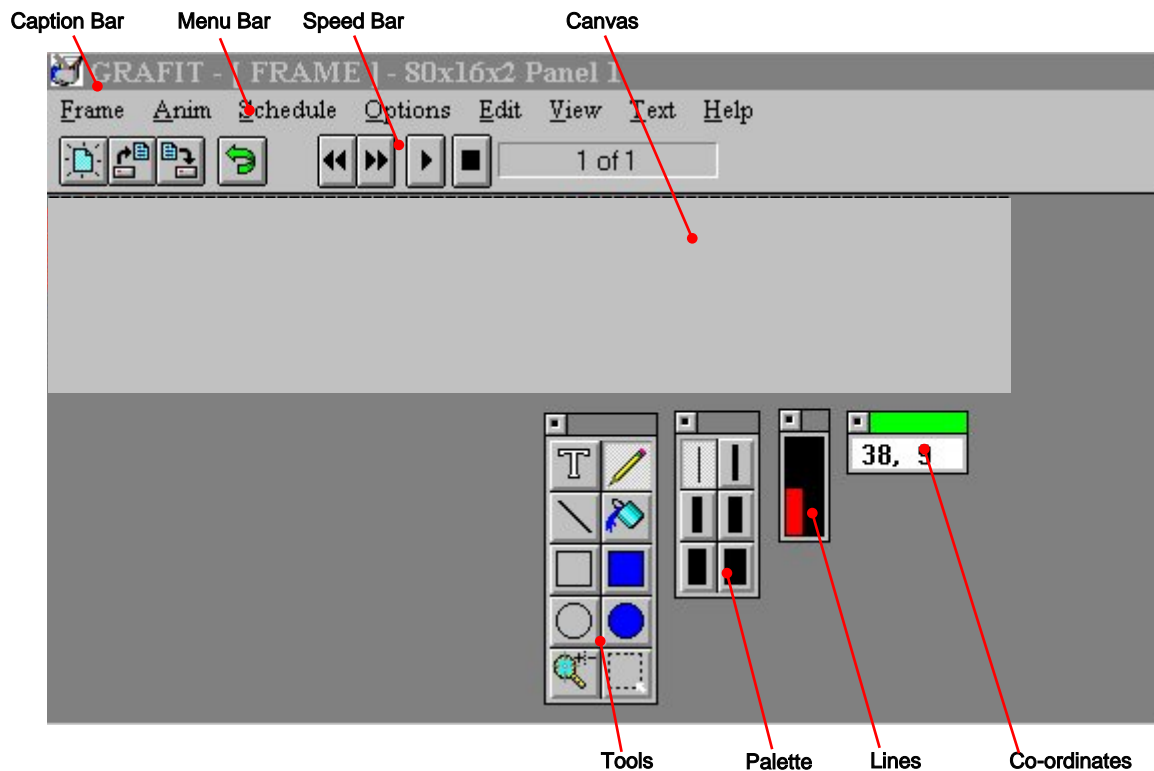 Caption Bar Menu Bar Speed Bar Canvas
GRAFIT - [ FRAME ] - 80x16x2 Panel 1
Frame Anim Schedule Options Edit View Text Help
1 of 1
T
38, 9
Tools Palette Lines Co-ordinates